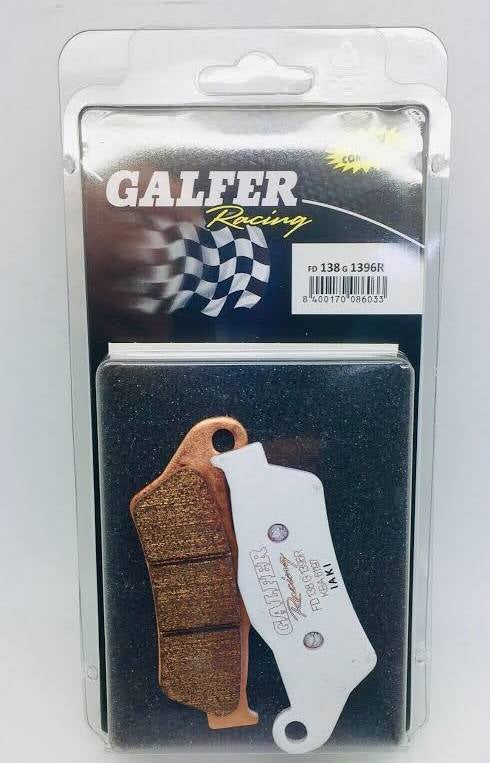 GALFER
Racing
FD 138 G 1396R
8 400170 086033
GALFER
Racing
FD 138 G 1396R
IAKI